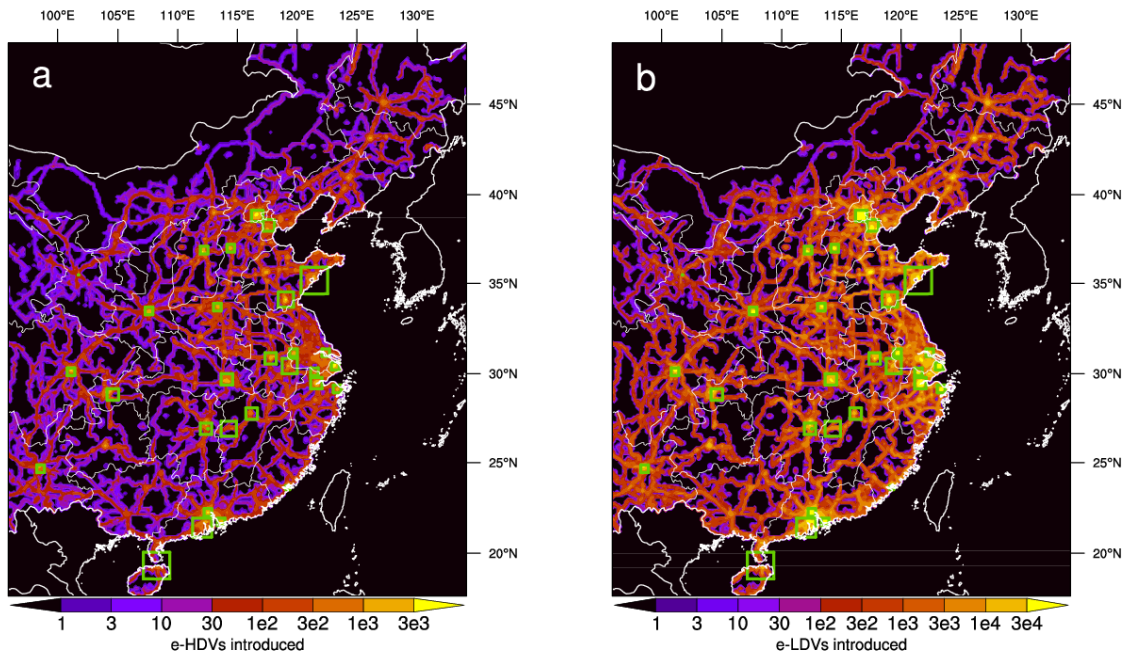 100°E 105°E 110°E 115°E 120°E 125°E 130°E 100°E 105°E 110°E 115°E 120°E 125°E 130°E
a b
45°N 45°N
40°N 40°N
35°N 35°N
30°N 30°N
25°N 25°N
20°N 20°N
1 3 10 30 1e2 3e2 1e3 3e3 1 3 10 30 1e2 3e2 1e3 3e3 1e4 3e4
e-HDVs introduced e-LDVs introduced